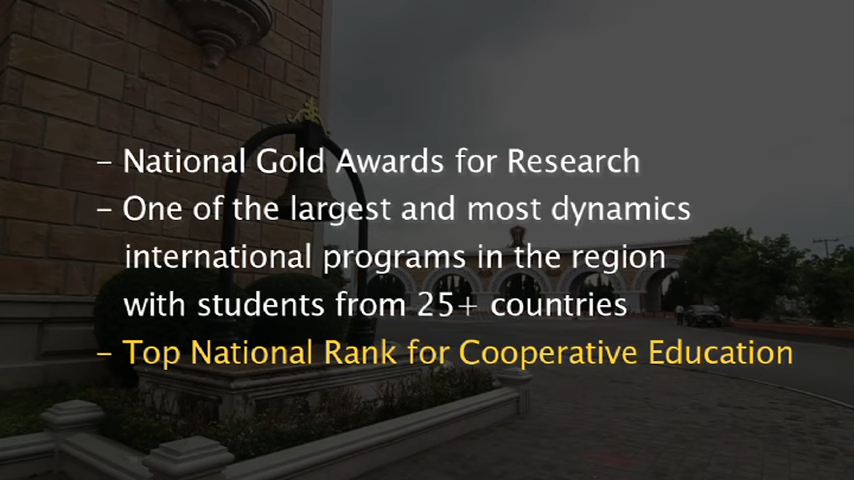 – National Gold Awards for Research
– One of the largest and most dynamics
international programs in the region
with students from 25+ countries
– Top National Rank for Cooperative Education